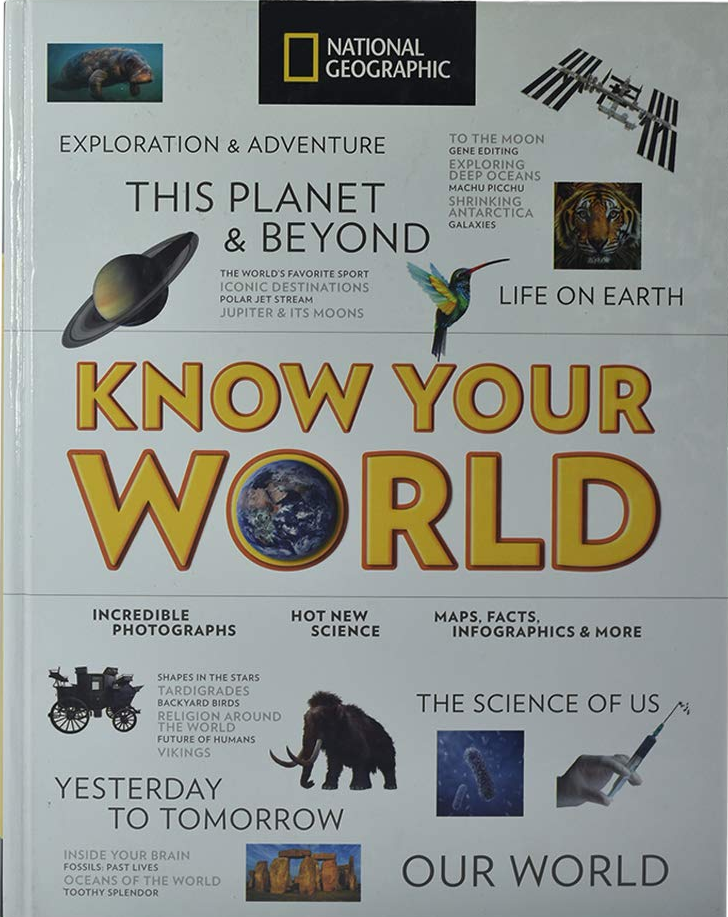 NATIONAL
GEOGRAPHIC
EXPLORATION & ADVENTURE
TO THE MOON
GENE EDITING
EXPLORING
DEEP OCEANS
MACHU PICCHU
SHRINKING
ANTARCTICA
GALAXIES
THIS PLANET
& BEYOND
THE WORLD'S FAVORITE SPORT
ICONIC DESTINATIONS
POLAR JET STREAM
JUPITER & ITS MOONS
LIFE ON EARTH
KNOW YOUR
WORLD
INCREDIBLE
PHOTOGRAPHS
HOT NEW
SCIENCE
MAPS, FACTS,
INFOGRAPHICS & MORE
SHAPES IN THE STARS
TARDIGRADES
BACKYARD BIRDS
RELIGION AROUND
THE WORLD
FUTURE OF HUMANS
VIKINGS
THE SCIENCE OF US
YESTERDAY
TO TOMORROW
INSIDE YOUR BRAIN
FOSSILS: PAST LIVES
OCEANS OF THE WORLD
TOOTHY SPLENDOR
OUR WORLD